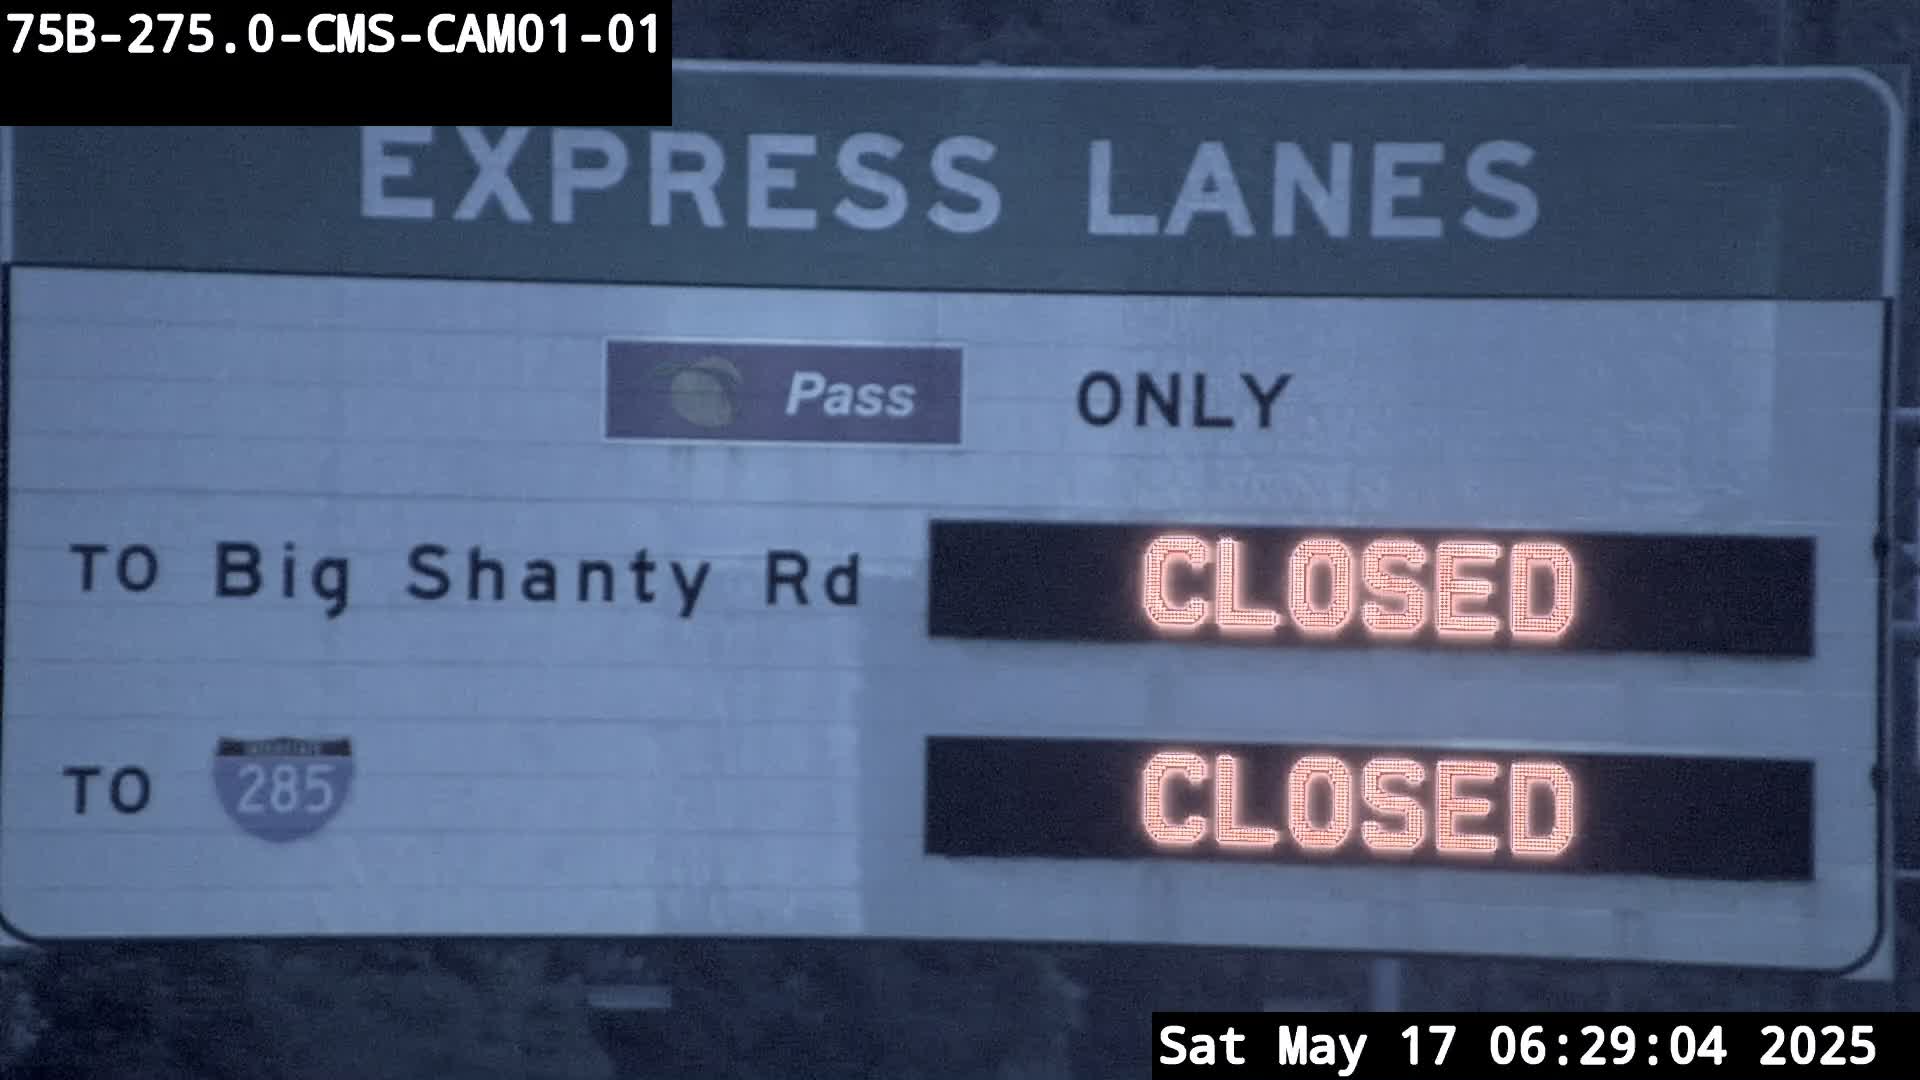 75B-275.0-CMS-CAM01-01
EXPRESS LANES
Pass ONLY
TO Big Shanty Rd CLOSED
TO 285 CLOSED
Sat May 17 06:29:04 2025